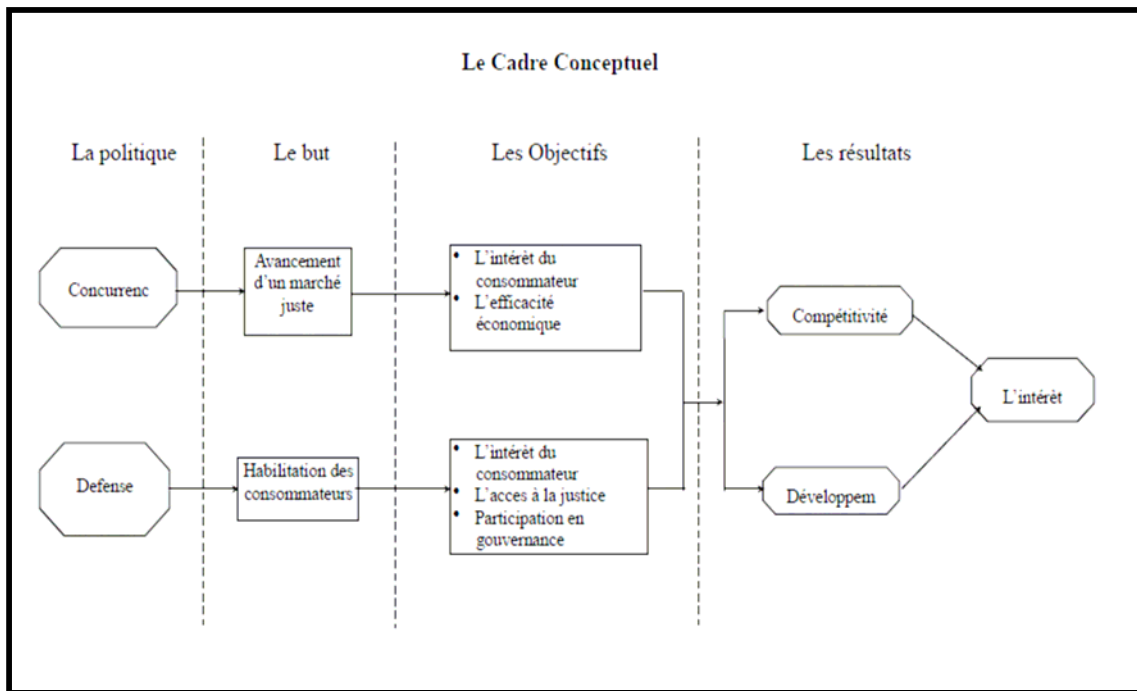 Le Cadre Conceptuel
La politique
Le but
Les Objectifs
Les résultats
Concurrenc
Avancement
d'un marché
juste
• L'intérêt du
consommateur
• L'efficacité
économique
Compétitivité
L'intérêt
Defense
Habilitation des
consommateurs
• L'intérêt du
consommateur
• L'acces à la justice
• Participation en
gouvernance
Développem